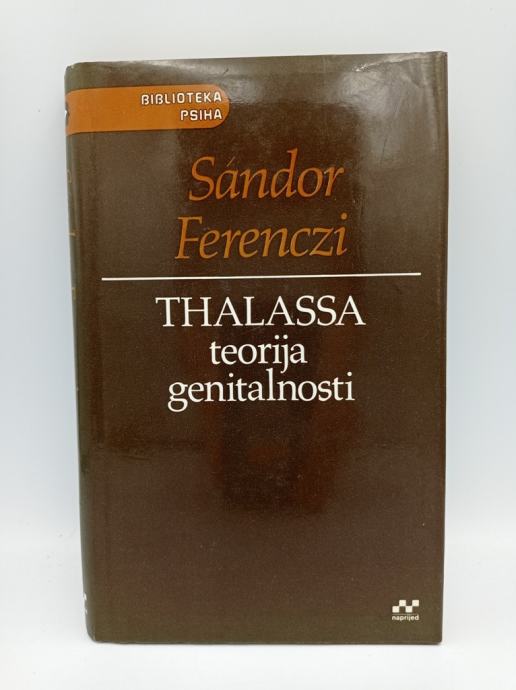 BIBLIOTEKA
PSIHA
Sándor
Ferenczi
THALASSA
teorija
genitalnosti
naprijed